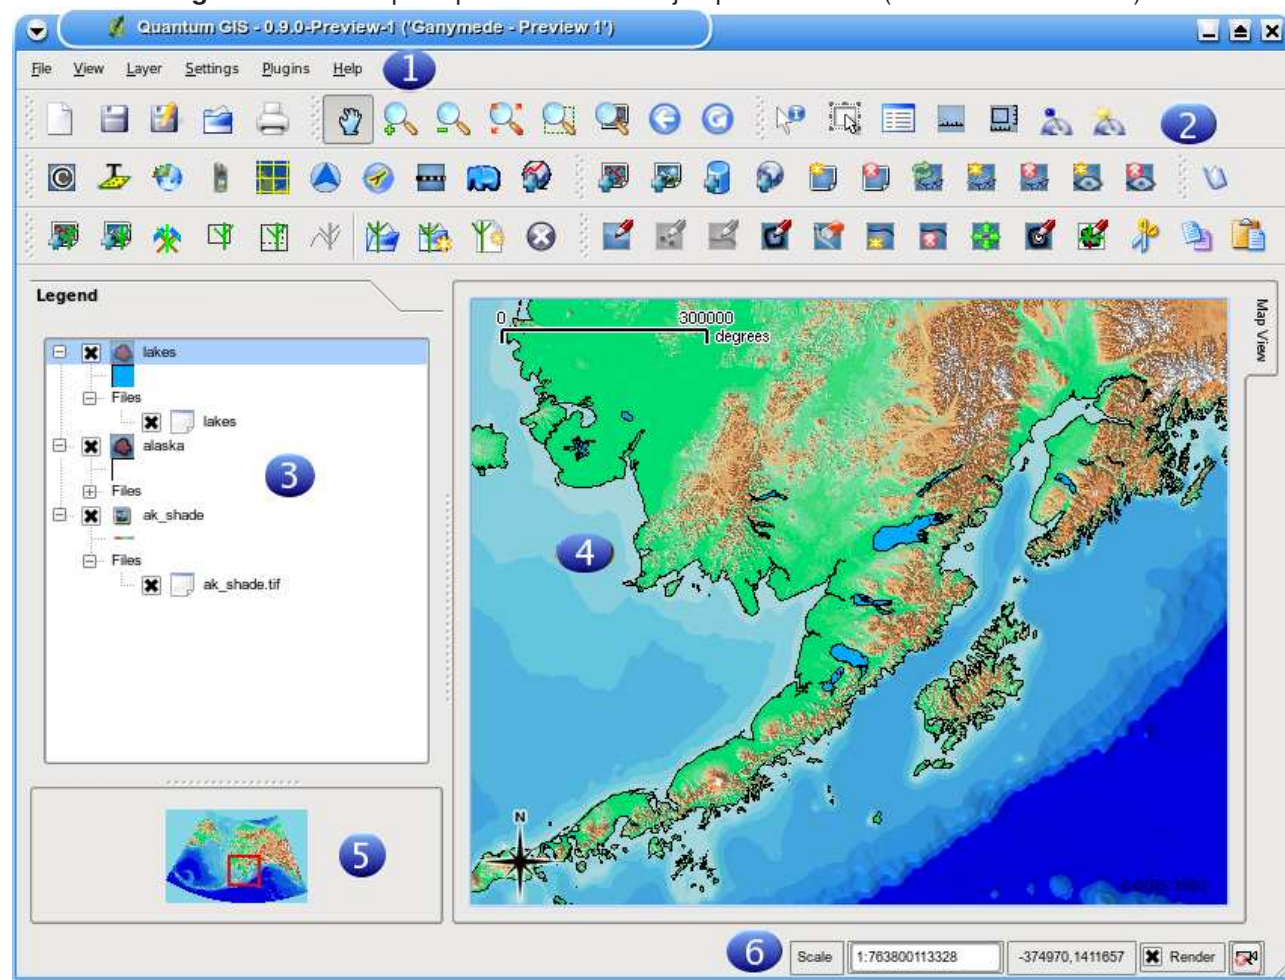 Quantum GIS - 0.9.0-Preview-1 ('Ganymede - Preview 1')
File View Layer Settings Plugins Help
1
2
Legend
lakes
Files
lakes
alaska
Files
ak_shade
Files
ak_shade.tif
3
0 300000
degrees
Map View
4
N
5
6
Scale 1:763800113328 -374970,1411657 Render